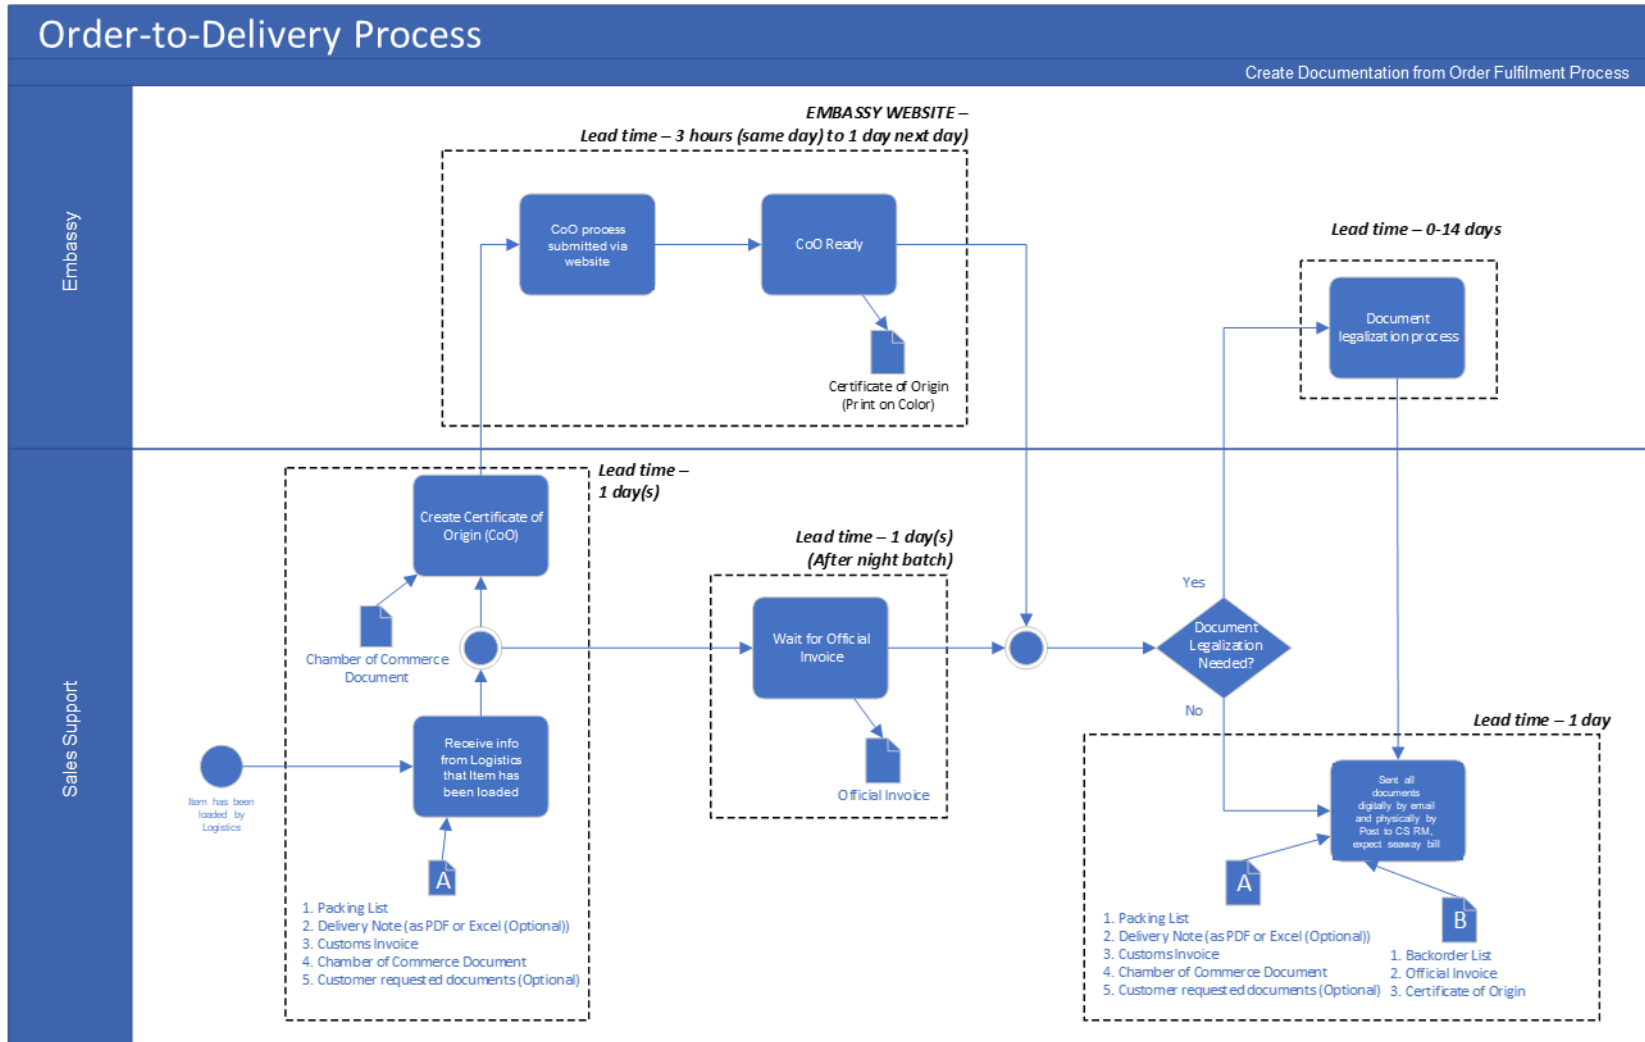 Order-to-Delivery Process
Create Documentation from Order Fulfilment Process
Embassy
EMBASSY WEBSITE –
Lead time – 3 hours (same day) to 1 day next day)
CoO process
submitted via
website
CoO Ready
Certificate of Origin
(Print on Color)
Lead time – 0-14 days
Document
legalization process
Sales Support
Lead time –
1 day(s)
Create Certificate of
Origin (CoO)
Chamber of Commerce
Document
Receive info
from Logistics
that Item has
been loaded
Item has been
loaded by
Logistics
A
1. Packing List
2. Delivery Note (as PDF or Excel (Optional))
3. Customs Invoice
4. Chamber of Commerce Document
5. Customer requested documents (Optional)
Lead time – 1 day(s)
(After night batch)
Wait for Official
Invoice
Official Invoice
Yes
Document
Legalization
Needed?
No
Lead time – 1 day
Sent all
documents
digitally by email
and physically by
Post to CS RM,
expect seaway bill
A
1. Packing List
2. Delivery Note (as PDF or Excel (Optional))
3. Customs Invoice
4. Chamber of Commerce Document
5. Customer requested documents (Optional)
B
1. Backorder List
2. Official Invoice
3. Certificate of Origin